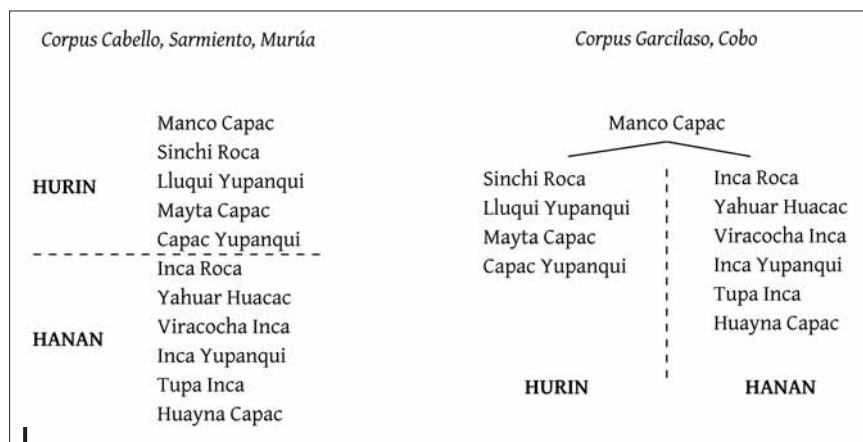 Corpus Cabello, Sarmiento, Murúa
HURIN
Manco Capac
Sinchi Roca
Lluqui Yupanqui
Mayta Capac
Capac Yupanqui
HANAN
Inca Roca
Yahuar Huacac
Viracocha Inca
Inca Yupanqui
Tupa Inca
Huayna Capac
Corpus Garcilaso, Cobo
Manco Capac
Sinchi Roca
Lluqui Yupanqui
Mayta Capac
Capac Yupanqui
HURIN
Inca Roca
Yahuar Huacac
Viracocha Inca
Inca Yupanqui
Tupa Inca
Huayna Capac
HANAN